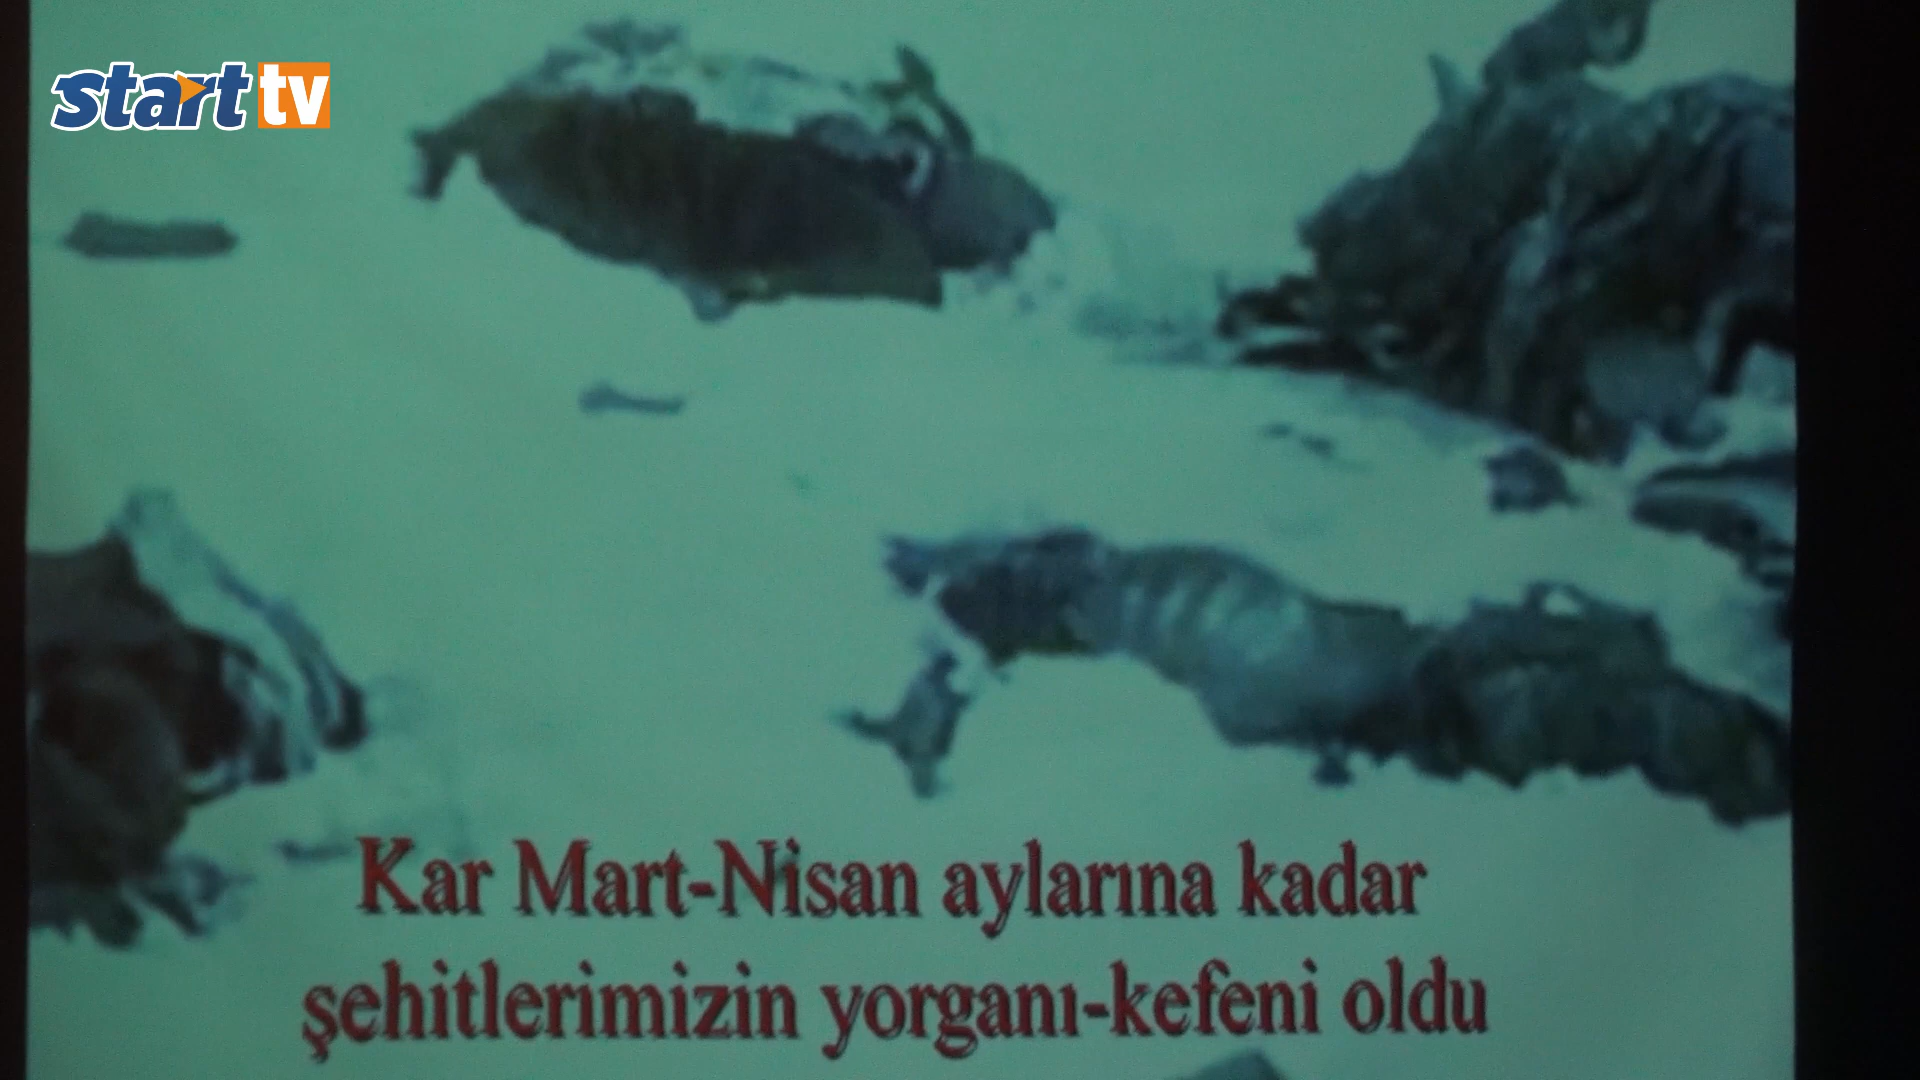 start tv
Kar Mart-Nisan aylarına kadar
şehitlerimizin yorganı-kefeni oldu